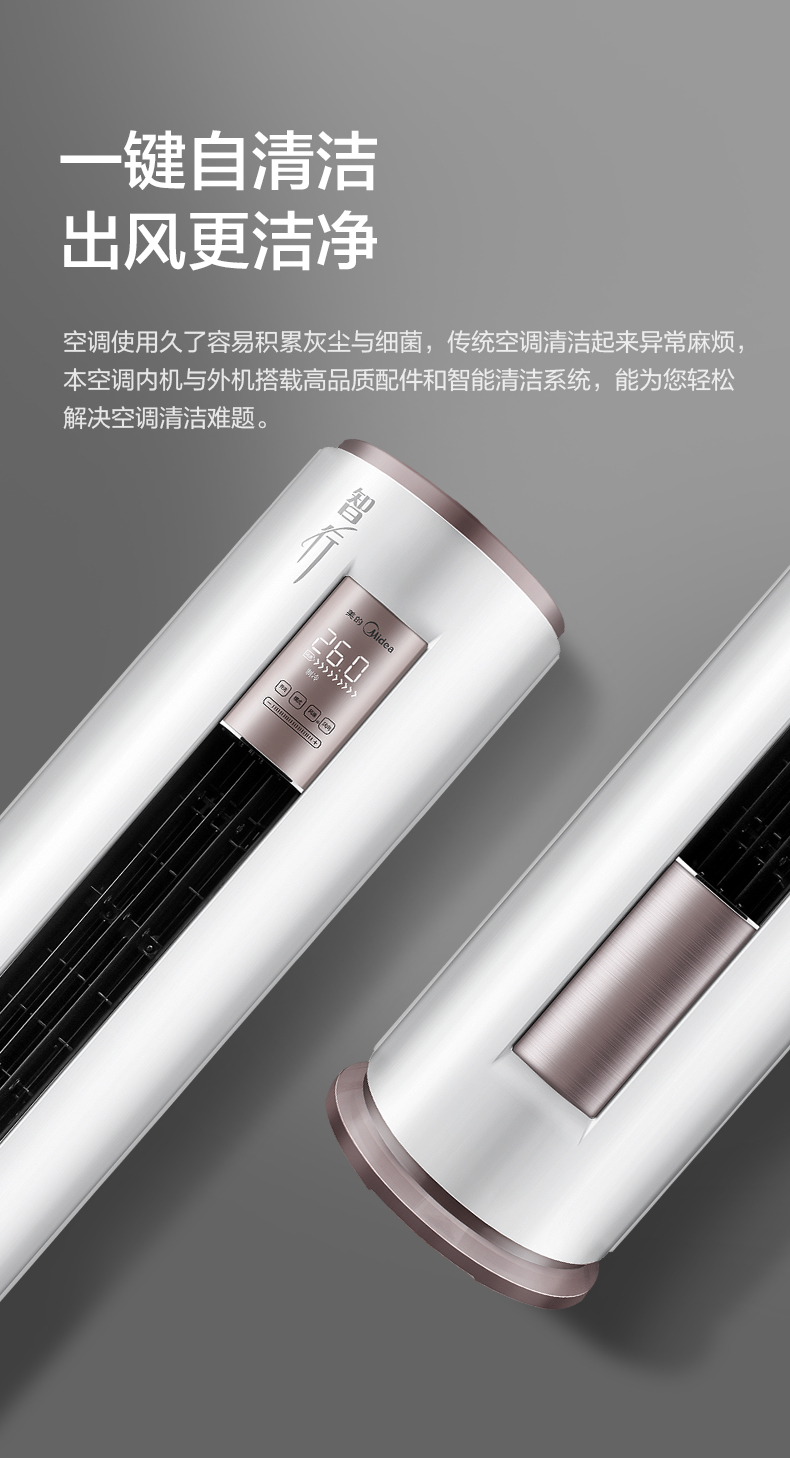 一键自清洁
出风更洁净
空调使用久了容易积累灰尘与细菌，传统空调清洁起来异常麻烦，
本空调内机与外机搭载高品质配件和智能清洁系统，能为您轻松
解决空调清洁难题。
智行
美的 Midea
26.0
制冷